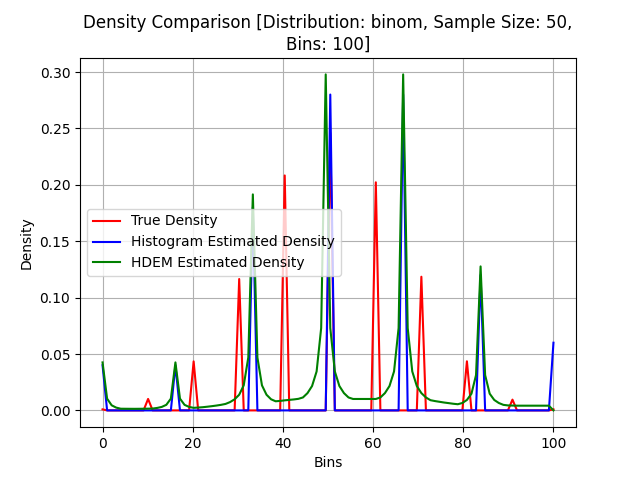 Density Comparison [Distribution: binom, Sample Size: 50,
Bins: 100]
0.30
0.25
0.20
0.15
0.10
0.05
0.00
Density
True Density
Histogram Estimated Density
HDEM Estimated Density
0 20 40 60 80 100
Bins